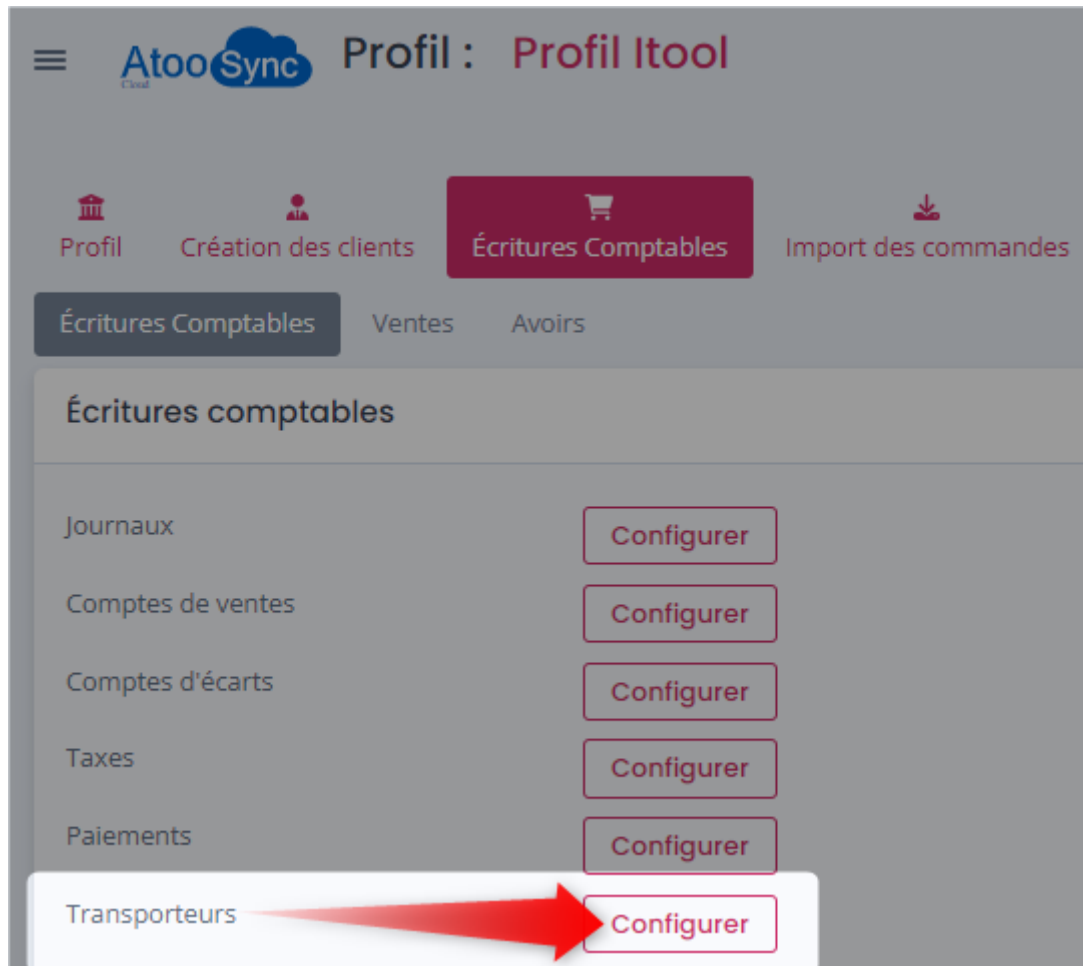 AtooSync Profil : Profil Itool
Cloud
Profil Création des clients Écritures Comptables Import des commandes
Écritures Comptables Ventes Avoirs
Écritures comptables
Journaux Configurer
Comptes de ventes Configurer
Comptes d'écarts Configurer
Taxes Configurer
Paiements Configurer
Transporteurs Configurer